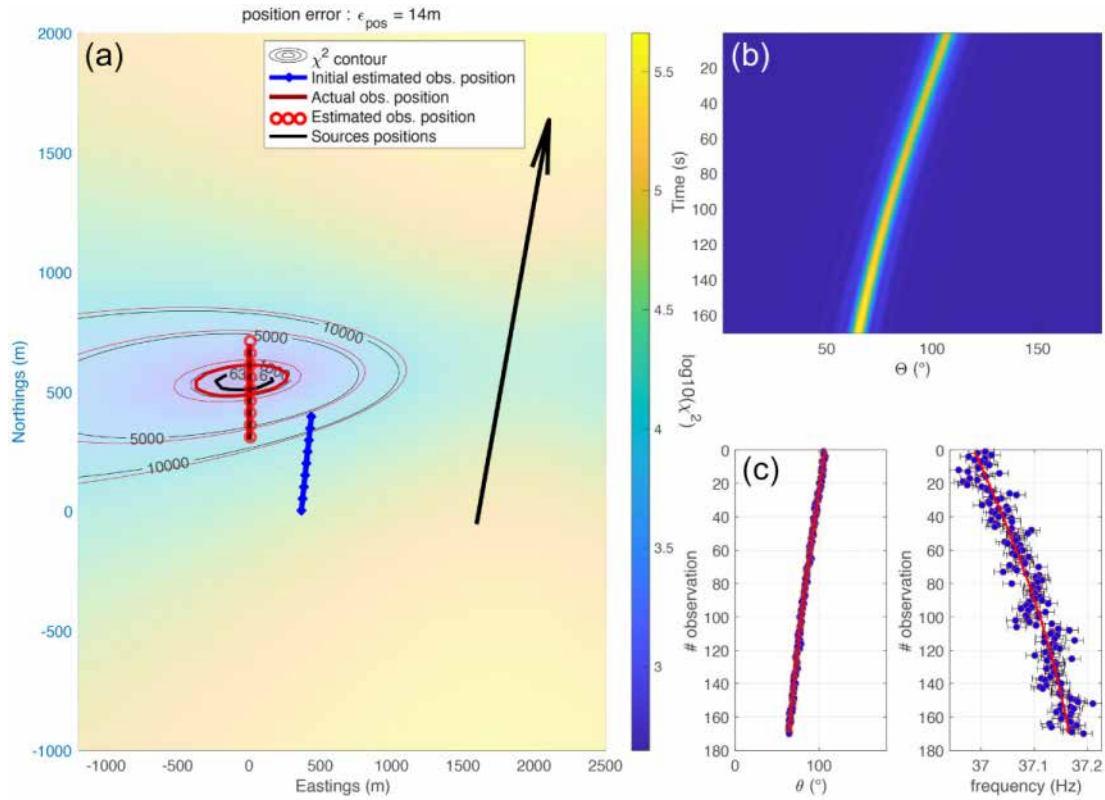 position error : ϵpos = 14m
(a)
2000
1500
1000
500
0
-500
-1000
Northings (m)
-1000 -500 0 500 1000 1500 2000 2500
Eastings (m)
χ² contour
Initial estimated obs. position
Actual obs. position
Estimated obs. position
Sources positions
10000
5000
5000
10000
5.5
5
4.5
4
3.5
3
log10(χ²)
(b)
20
40
60
80
100
120
140
160
Time (s)
50 100 150
Θ (°)
(c)
0
20
40
60
80
100
120
140
160
180
# observation
0 100
θ (°)
0
20
40
60
80
100
120
140
160
180
# observation
37 37.1 37.2
frequency (Hz)